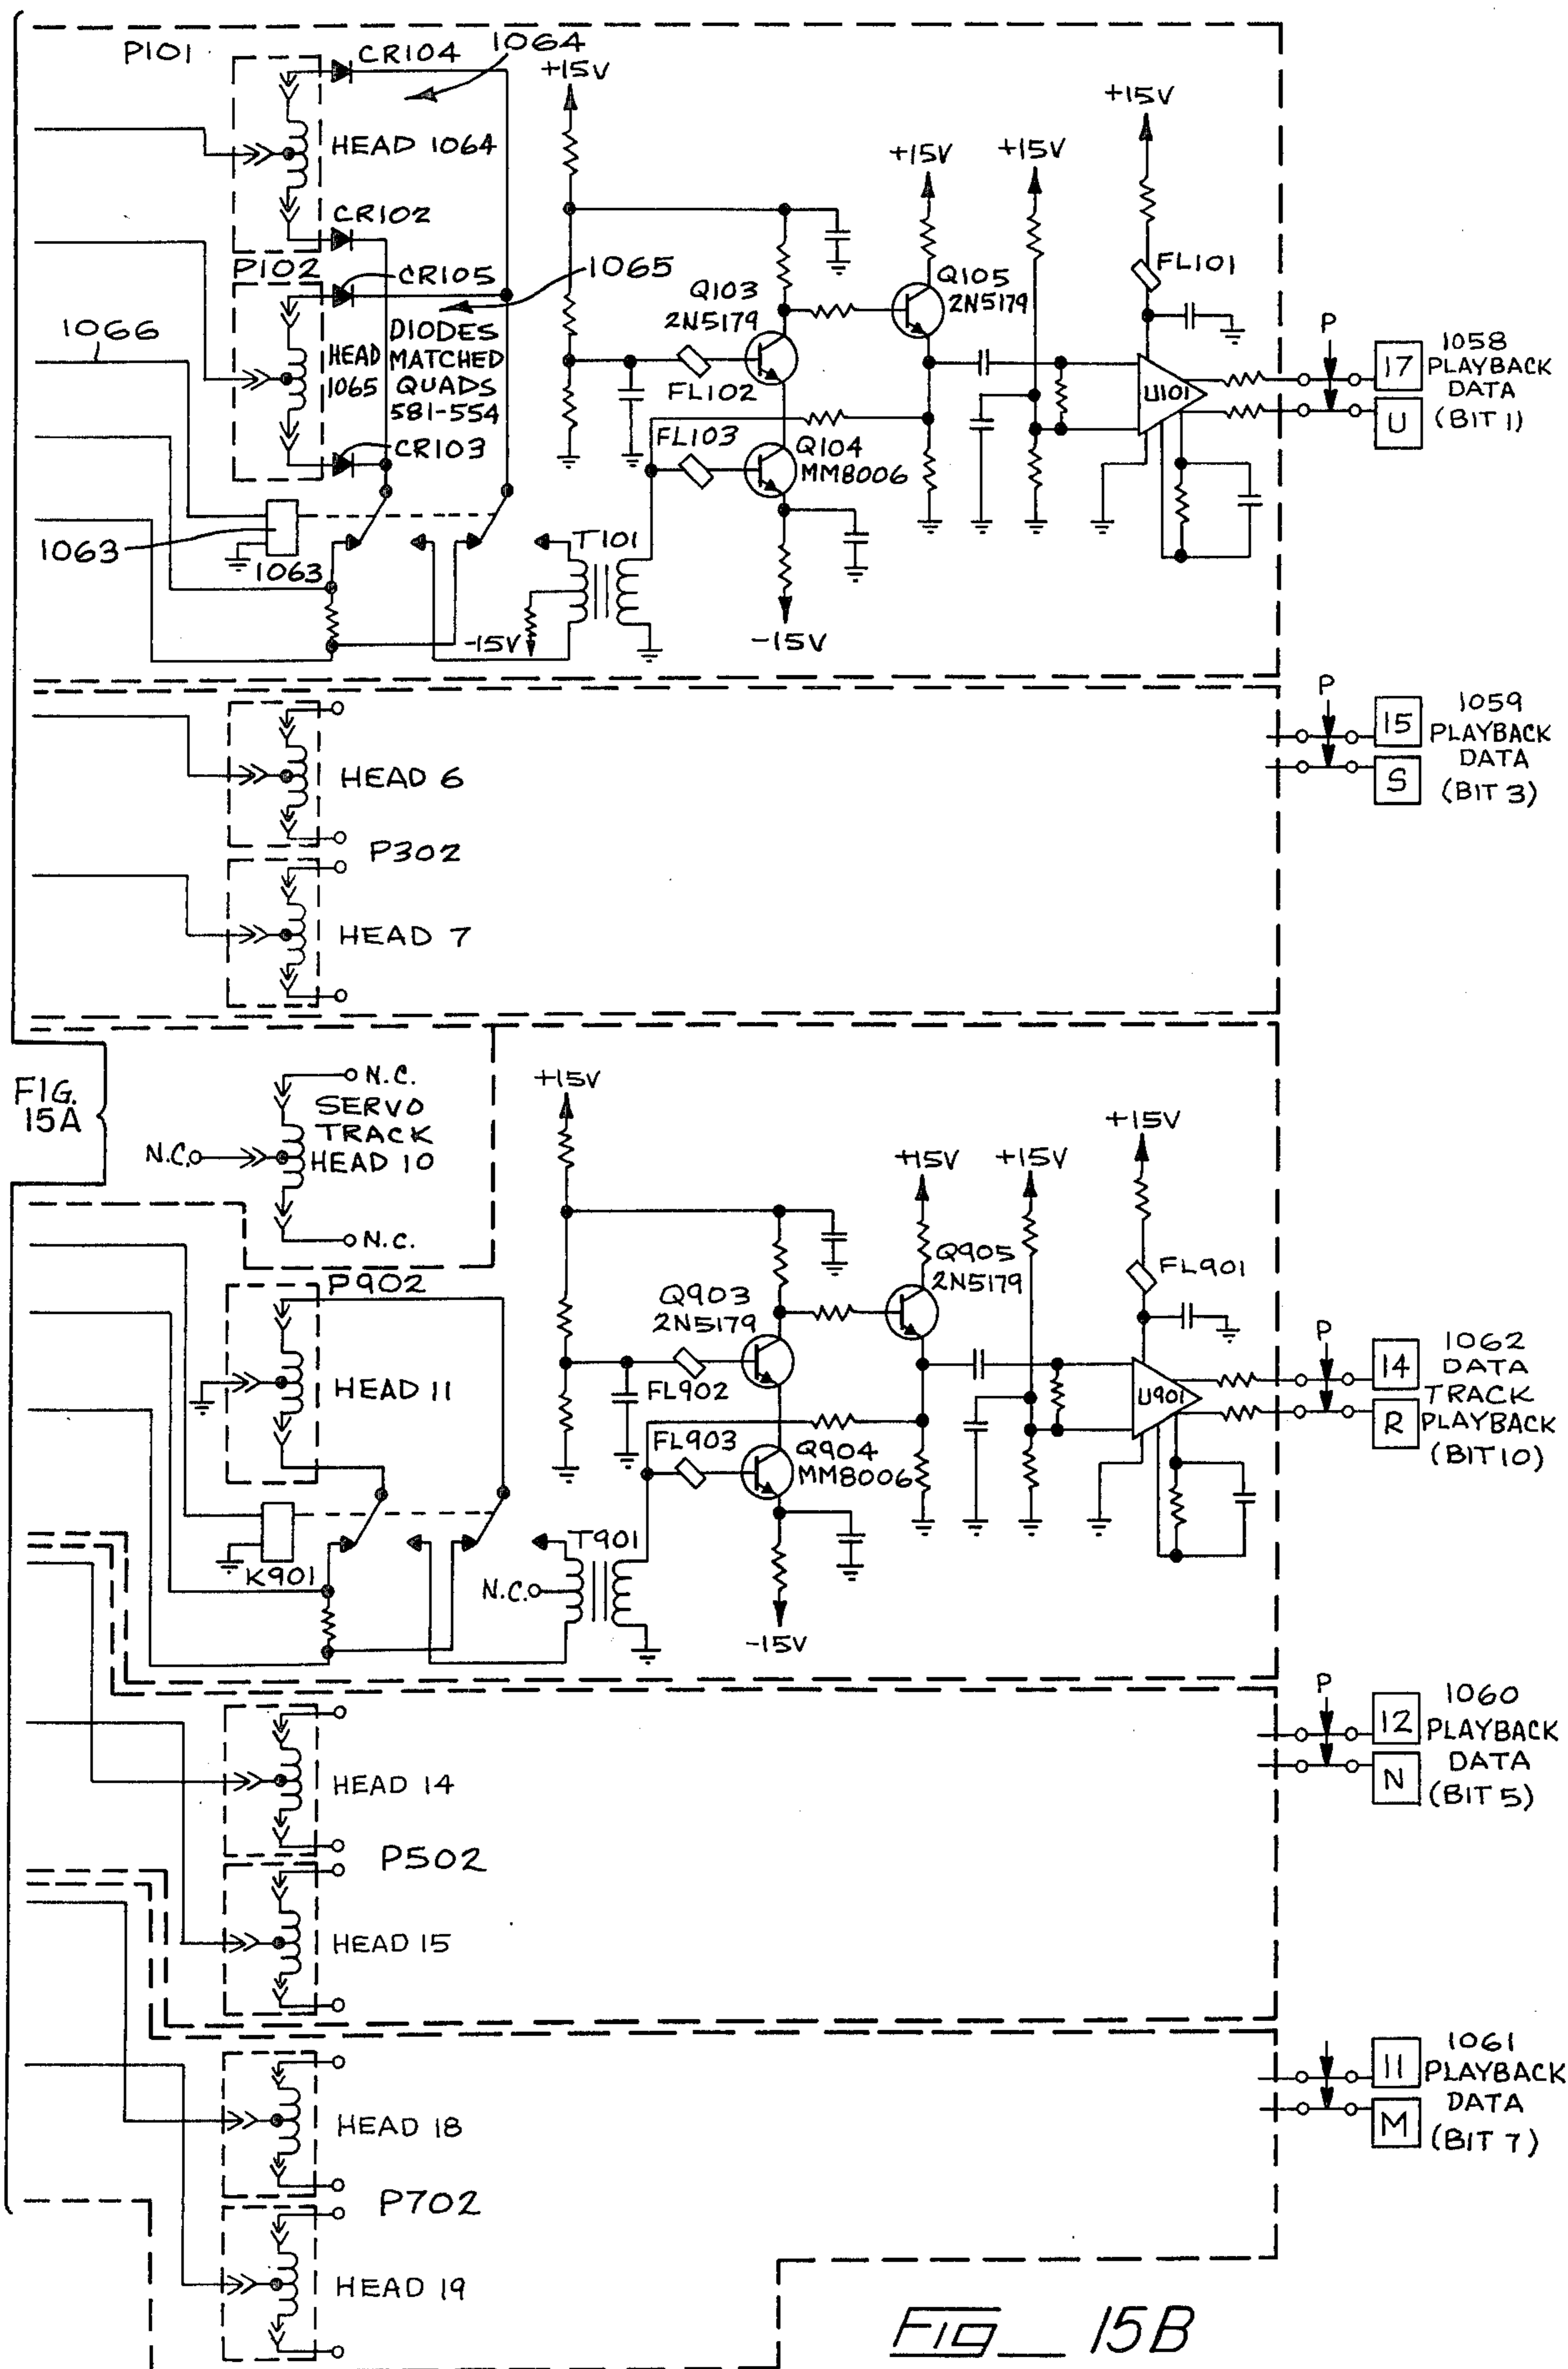 P101
CR104
1064
+15V
HEAD 1064
CR102
P102
CR105
1065
DIODES
MATCHED
QUADS
581-554
HEAD
1065
CR103
1066
1063
1063
+15V
+15V
+15V
Q103
2N5179
Q105
2N5179
FL101
FL102
FL103
Q104
MM8006
U101
T101
-15V
-15V
P
17
U
1058
PLAYBACK
DATA
(BIT 1)
HEAD 6
P302
HEAD 7
P
15
S
1059
PLAYBACK
DATA
(BIT 3)
FIG.
15A
N.C.
SERVO
TRACK
HEAD 10
N.C.
N.C.
P902
HEAD 11
K901
+15V
+15V
+15V
+15V
Q903
2N5179
Q905
2N5179
FL901
FL902
FL903
Q904
MM8006
U901
T901
N.C.
-15V
P
14
R
1062
DATA
TRACK
PLAYBACK
(BIT 10)
HEAD 14
P502
HEAD 15
P
12
N
1060
PLAYBACK
DATA
(BIT 5)
HEAD 18
P702
HEAD 19
11
M
1061
PLAYBACK
DATA
(BIT 7)
FIG 15B